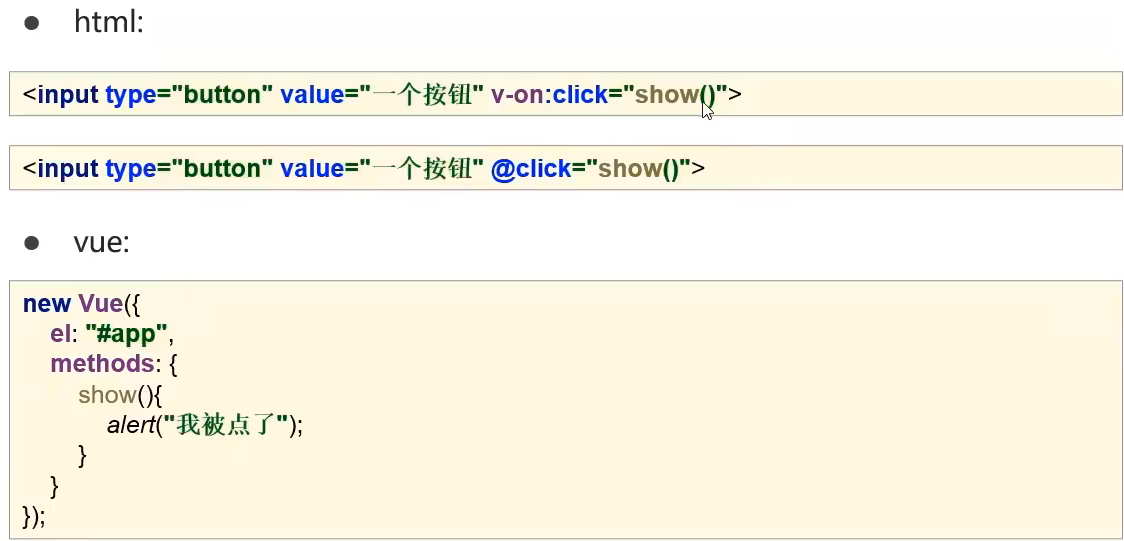 ● html:
<input type="button" value="一个按钮" v-on:click="show()">
<input type="button" value="一个按钮" @click="show()">
● vue:
new Vue({
    el: "#app",
    methods: {
        show(){
            alert("我被点了");
        }
    }
});